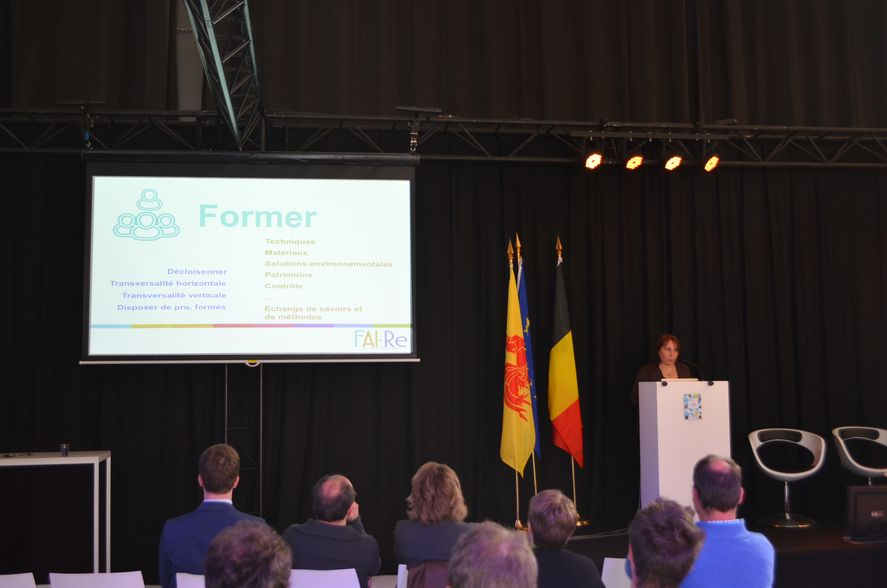 Former
Décloisonner
Transversalité horizontale
Transversalité verticale
Disposer de pro. formés
Techniques
Matériaux
Solutions environnementales
Patrimoine
Contrôle
...
Echange de savoirs et
de méthodes
FAI-Re